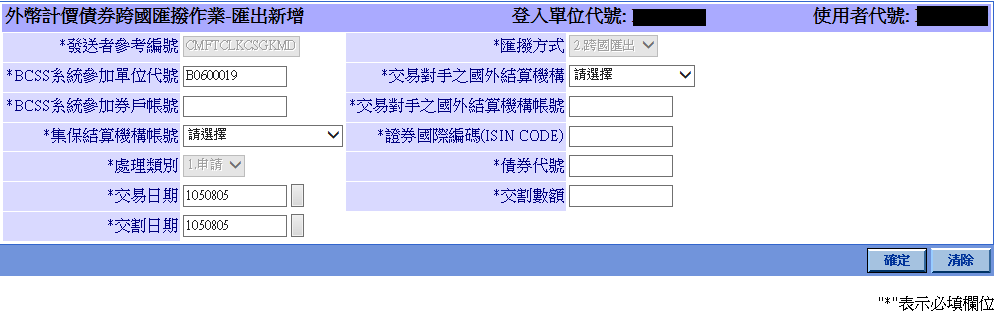 外幣計價債券跨國匯撥作業-匯出新增 登入單位代號: 使用者代號:
*發送者參考編號 CMFTCLKCSGKMD *匯撥方式 2.跨國匯出
*BCSS系統參加單位代號 B0600019 *交易對手之國外結算機構 請選擇
*BCSS系統參加券戶帳號 *交易對手之國外結算機構帳號
*集保結算機構帳號 請選擇 *證券國際編碼(ISIN CODE)
*處理類別 1.申請 *債券代號
*交易日期 1050805 *交割數額
*交割日期 1050805
確定 清除
"*"表示必填欄位